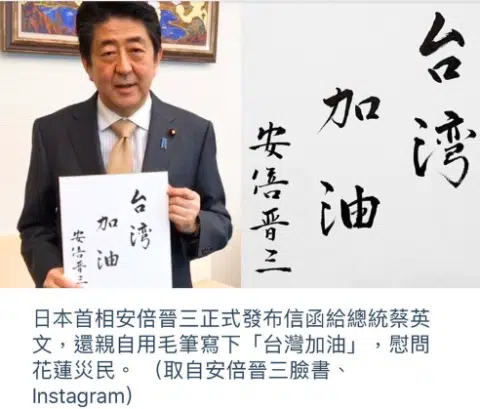 台湾
加油
安倍晋三
台湾
加油
安倍晋三
日本首相安倍晉三正式發布信函給總統蔡英
文，還親自用毛筆寫下「台灣加油」，慰問
花蓮災民。（取自安倍晉三臉書、
Instagram）